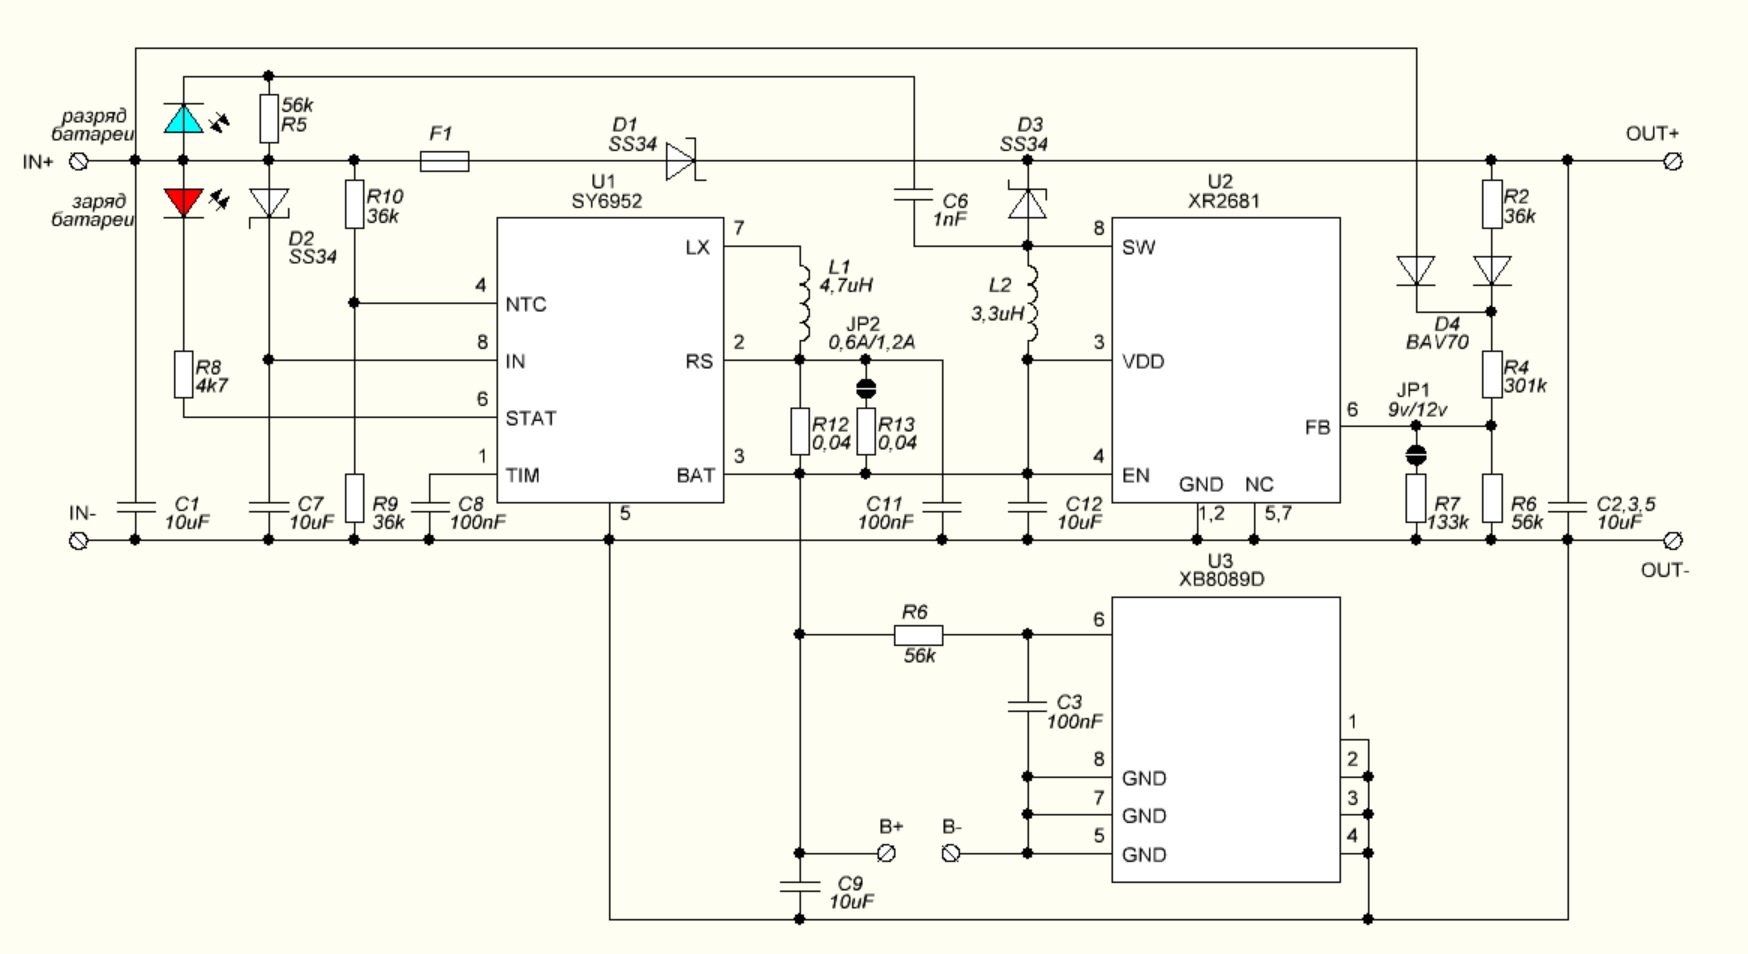 разряд
батареи
56k
R5
F1
D1
SS34
D3
SS34
OUT+
IN+
заряд
батареи
D2
SS34
R10
36k
U1
SY6952
LX
7
C6
1nF
U2
XR2681
8
SW
R2
36k
4
NTC
L1
4,7uH
L2
3,3uH
JP2
0,6A/1,2A
D4
BAV70
8
IN
2
RS
3
VDD
R8
4k7
R4
301k
6
STAT
R12
0,04
R13
0,04
JP1
9v/12v
6
FB
1
TIM
3
BAT
4
EN
GND
NC
IN-
C1
10uF
C7
10uF
R9
36k
C8
100nF
5
C11
100nF
C12
10uF
1,2
5,7
R7
133k
R6
56k
C2,3,5
10uF
OUT-
U3
XB8089D
R6
56k
6
C3
100nF
1
8
GND
2
7
GND
3
B+
B-
5
GND
4
C9
10uF